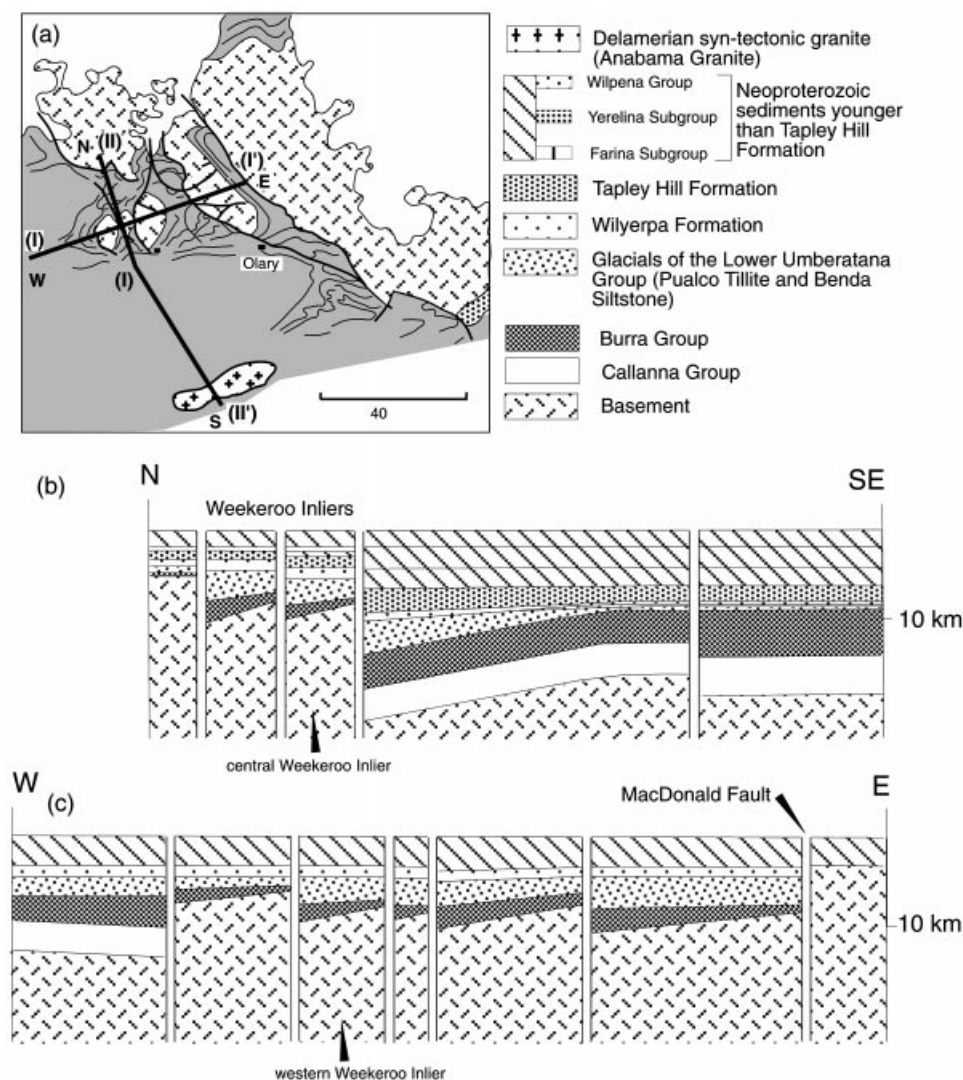 (a)
N
(II)
(I')
E
(I)
W
(I)
Olary
S
(II')
40
Delamerian syn-tectonic granite
(Anabama Granite)
Wilpena Group
Yerelina Subgroup
Farina Subgroup
Neoproterozoic
sediments younger
than Tapley Hill
Formation
Tapley Hill Formation
Wilyerpa Formation
Glacials of the Lower Umberatana
Group (Pualco Tillite and Benda
Siltstone)
Burra Group
Callanna Group
Basement
(b)
N
SE
Weekeroo Inliers
10 km
central Weekeroo Inlier
W
(c)
MacDonald Fault
E
10 km
western Weekeroo Inlier